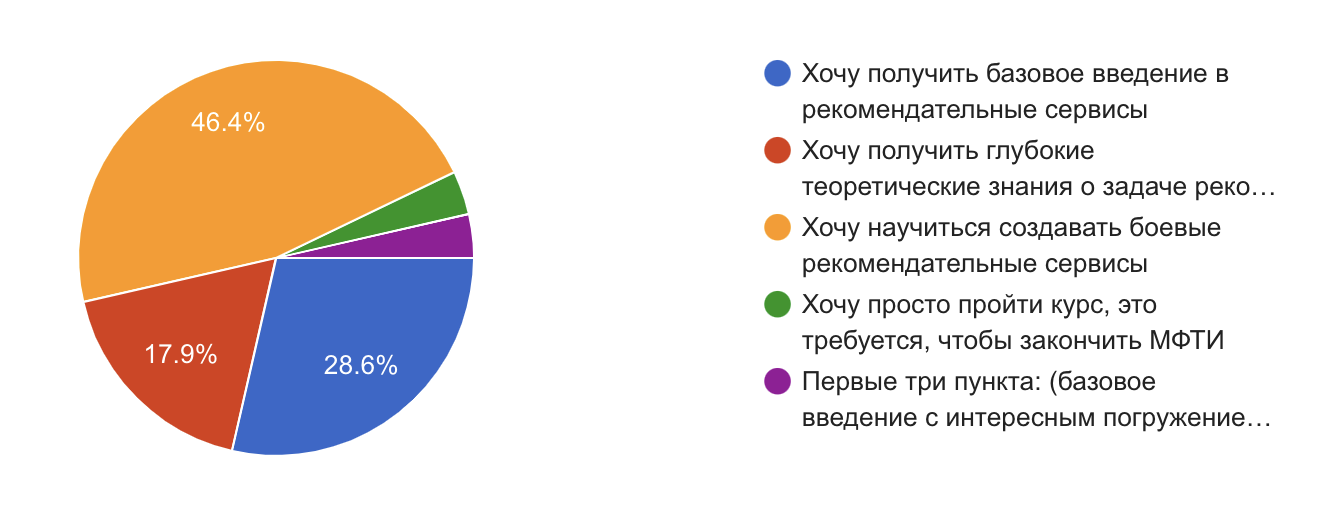 46.4%
17.9%
28.6%
Хочу получить базовое введение в
рекомендательные сервисы
Хочу получить глубокие
теоретические знания о задаче реко…
Хочу научиться создавать боевые
рекомендательные сервисы
Хочу просто пройти курс, это
требуется, чтобы закончить МФТИ
Первые три пункта: (базовое
введение с интересным погружение…